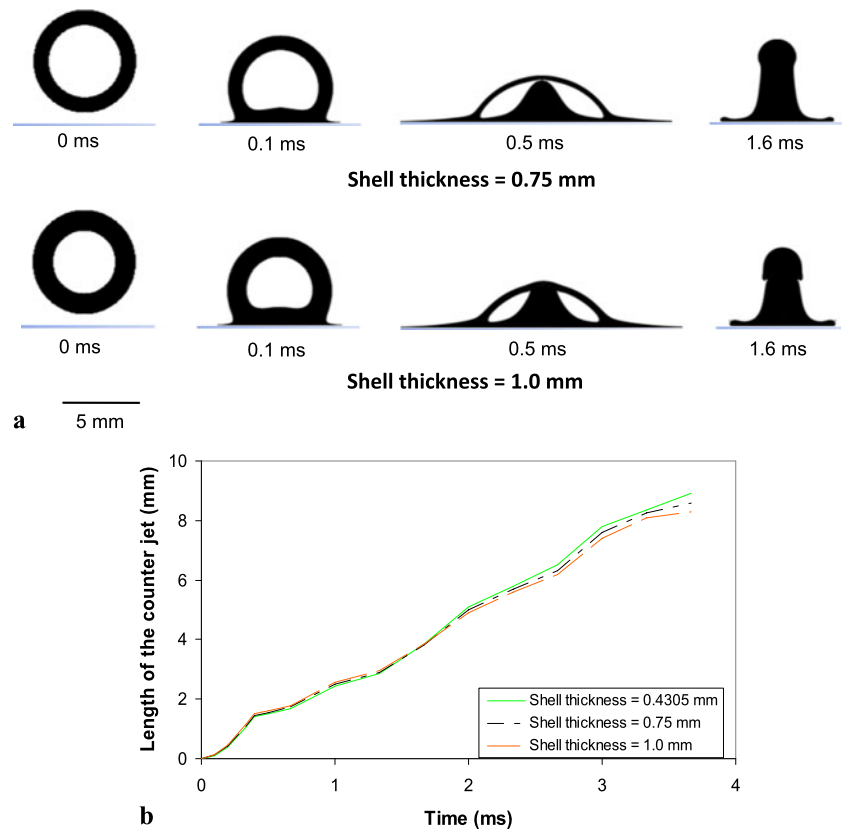 0 ms 0.1 ms 0.5 ms 1.6 ms
Shell thickness = 0.75 mm
0 ms 0.1 ms 0.5 ms 1.6 ms
Shell thickness = 1.0 mm
a 5 mm
Length of the counter jet (mm)
10
8
6
4
2
0
Shell thickness = 0.4305 mm
Shell thickness = 0.75 mm
Shell thickness = 1.0 mm
0 1 2 3 4
b Time (ms)